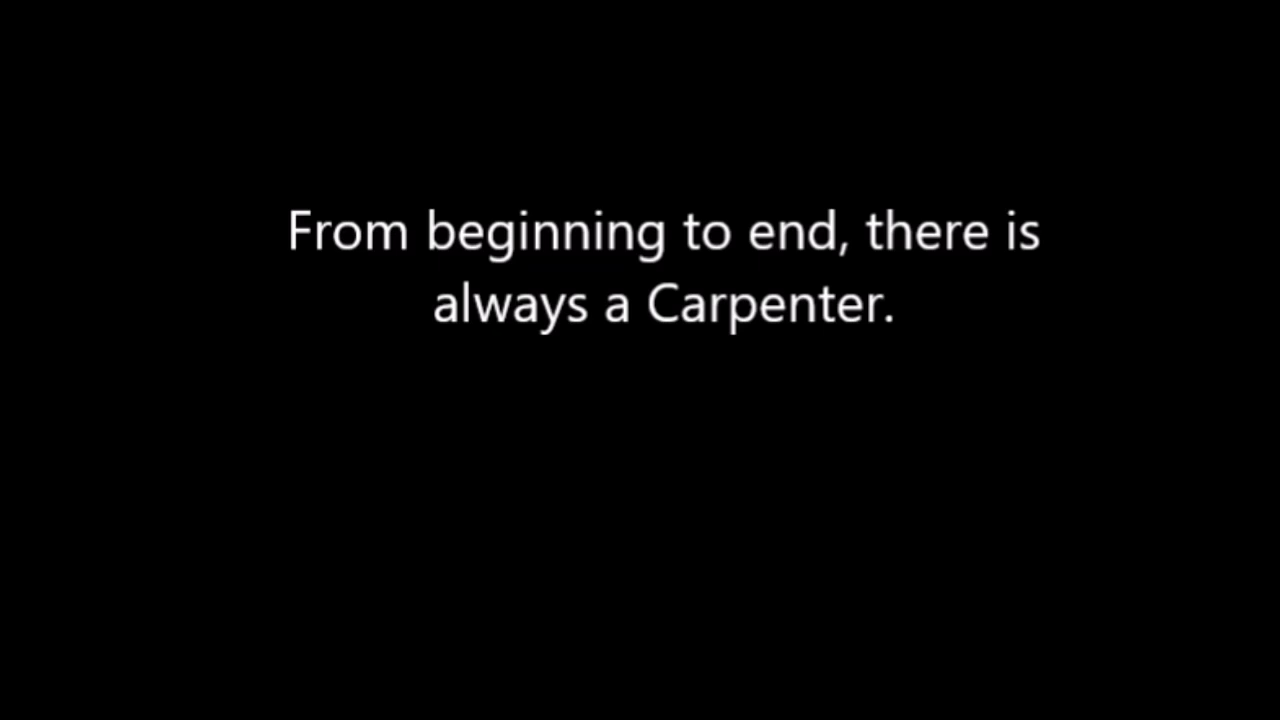 From beginning to end, there is
always a Carpenter.